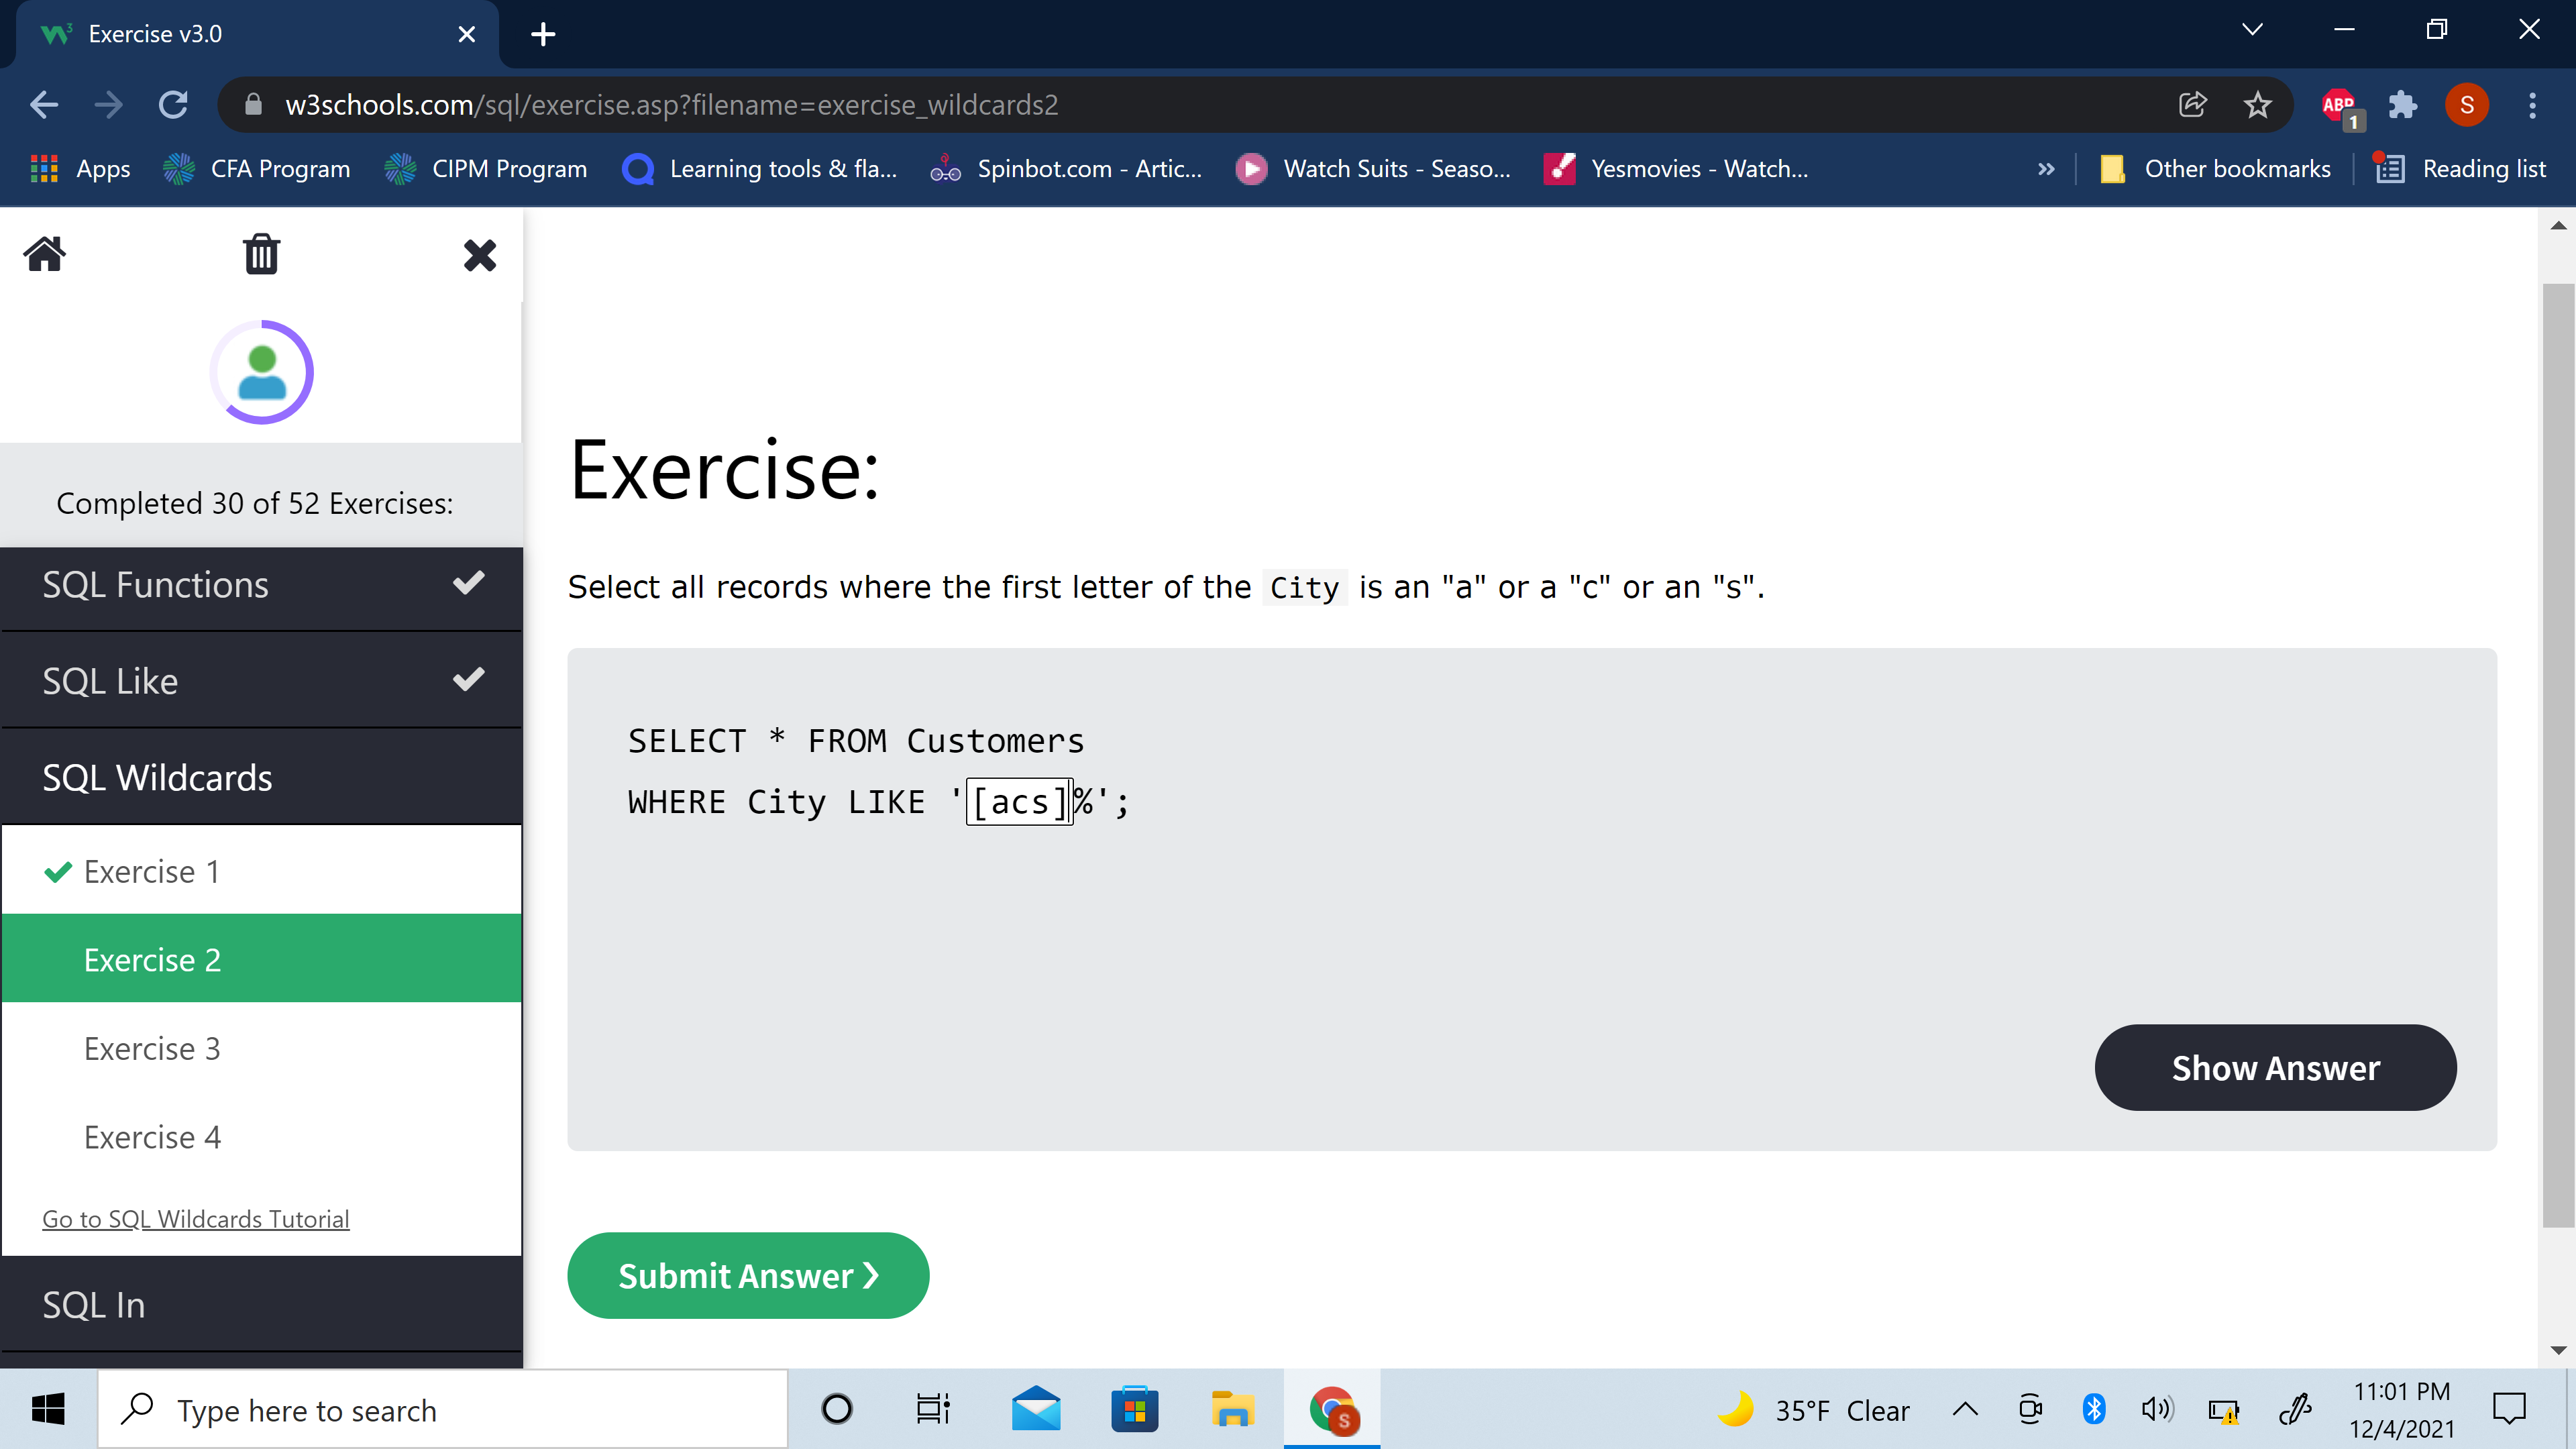 Exercise v3.0
w3schools.com/sql/exercise.asp?filename=exercise_wildcards2
ABP
1
S
Apps
CFA Program
CIPM Program
Learning tools & fla...
Spinbot.com - Artic...
Watch Suits - Seaso...
Yesmovies - Watch...
»
Other bookmarks
Reading list
Completed 30 of 52 Exercises:
SQL Functions
SQL Like
SQL Wildcards
Exercise 1
Exercise 2
Exercise 3
Exercise 4
Go to SQL Wildcards Tutorial
SQL In
Exercise:
Select all records where the first letter of the City is an "a" or a "c" or an "s".
SELECT * FROM Customers
WHERE City LIKE '[acs]%';
Show Answer
Submit Answer ❯
Type here to search
S
35°F Clear
11:01 PM
12/4/2021